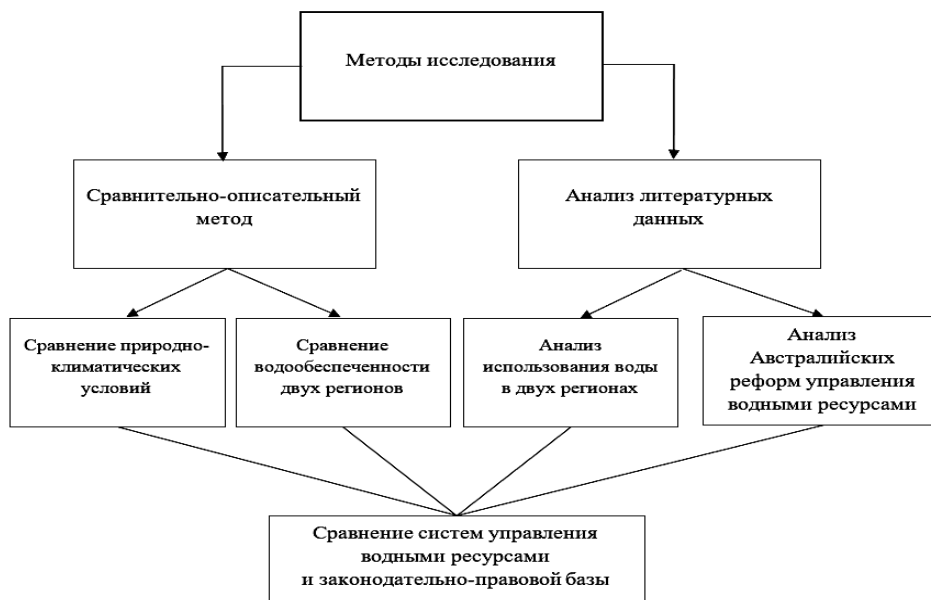 Методы исследования
Сравнительно-описательный
метод
Анализ литературных
данных
Сравнение природно-
климатических
условий
Сравнение
водообеспеченности
двух регионов
Анализ
использования воды
в двух регионах
Анализ
Австралийских
реформ управления
водными ресурсами
Сравнение систем управления
водными ресурсами
и законодательно-правовой базы